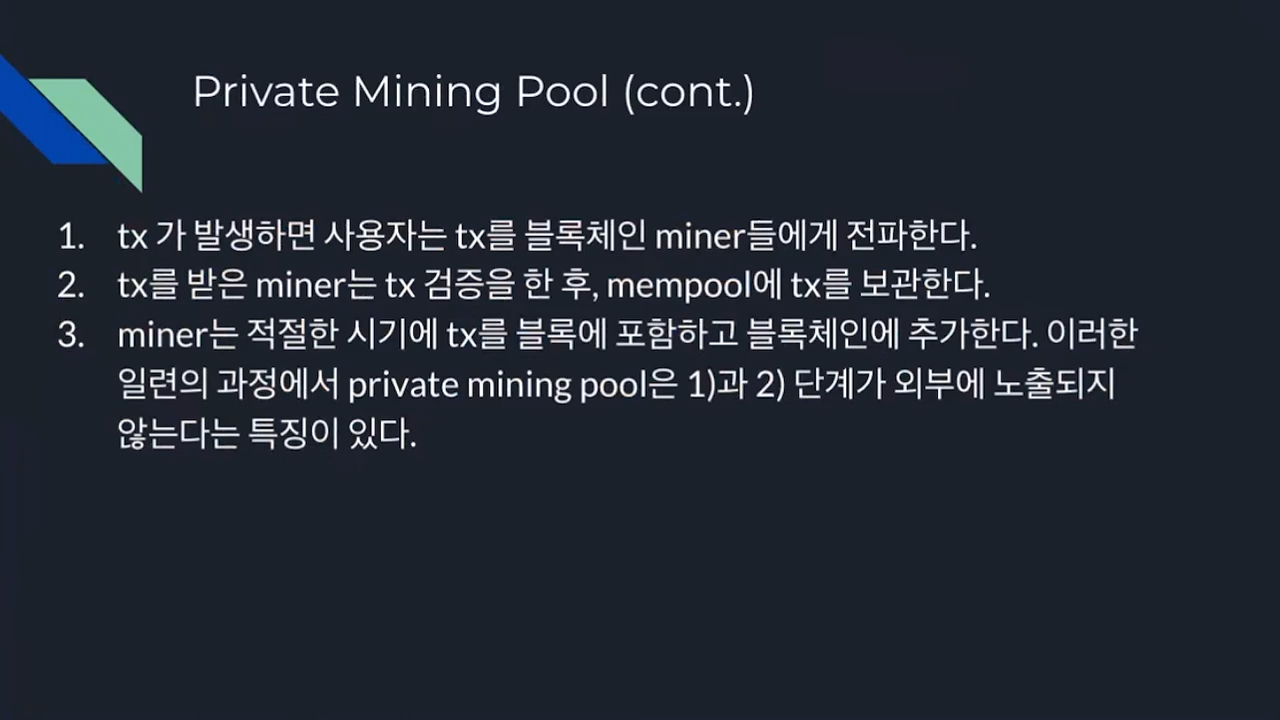 Private Mining Pool (cont.)
1. tx 가 발생하면 사용자는 tx를 블록체인 miner들에게 전파한다.
2. tx를 받은 miner는 tx 검증을 한 후, mempool에 tx를 보관한다.
3. miner는 적절한 시기에 tx를 블록에 포함하고 블록체인에 추가한다. 이러한
일련의 과정에서 private mining pool은 1)과 2) 단계가 외부에 노출되지
않는다는 특징이 있다.